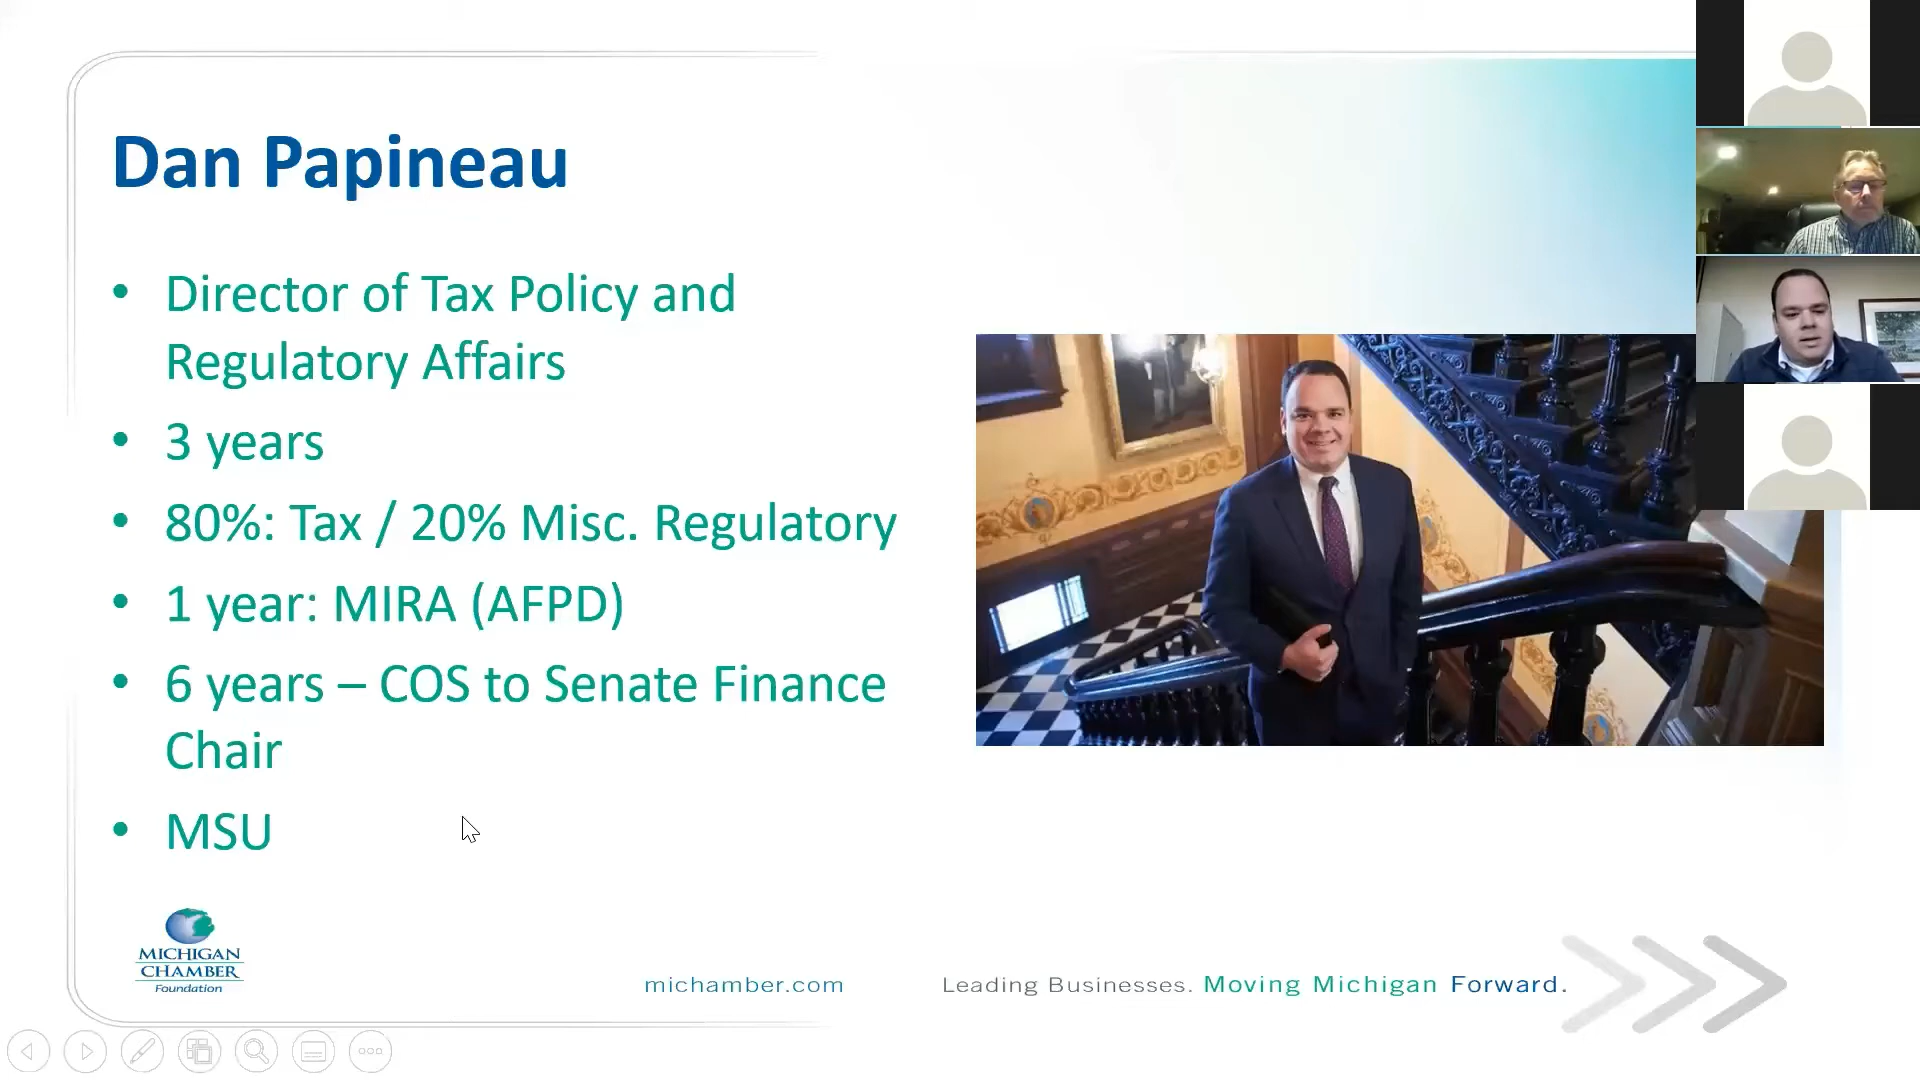 Dan Papineau
• Director of Tax Policy and
Regulatory Affairs
• 3 years
• 80%: Tax / 20% Misc. Regulatory
• 1 year: MIRA (AFPD)
• 6 years – COS to Senate Finance
Chair
• MSU
MICHIGAN
CHAMBER
Foundation
michamber.com
Leading Businesses. Moving Michigan Forward.